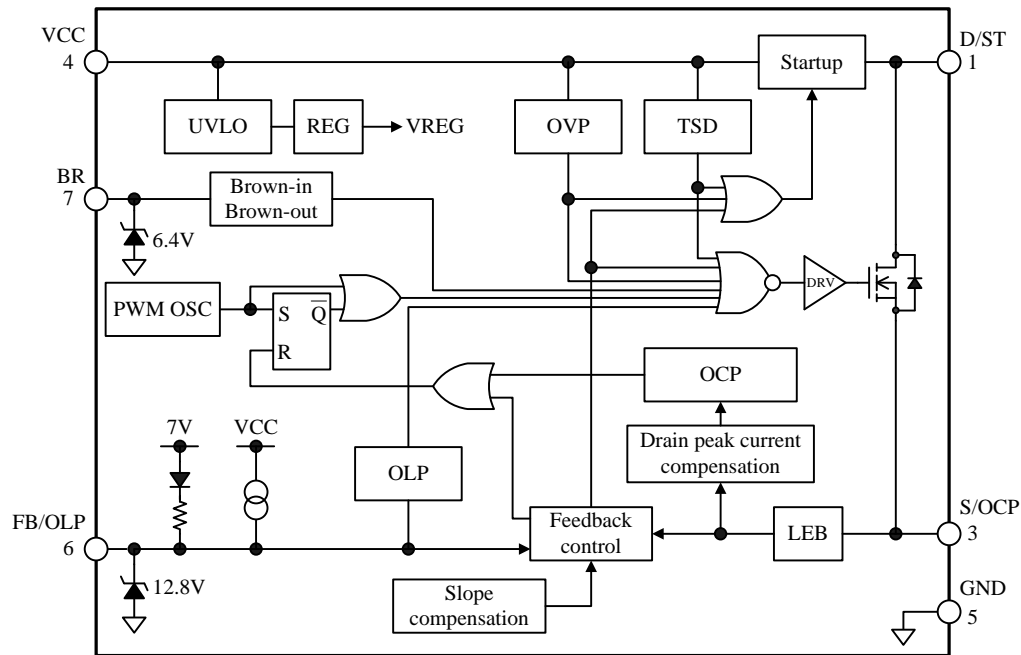 VCC
4
D/ST
1
Startup
UVLO
REG
VREG
OVP
TSD
BR
7
Brown-in
Brown-out
6.4V
PWM OSC
S
Q̅
R
DRV
OCP
Drain peak current
compensation
7V
VCC
OLP
FB/OLP
6
Feedback
control
LEB
S/OCP
3
12.8V
Slope
compensation
GND
5